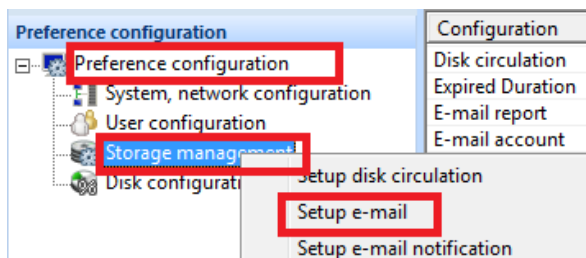 Preference configuration
Configuration
Preference configuration
Disk circulation
System, network configuration
Expired Duration
User configuration
E-mail report
Storage management
E-mail account
Disk
Setup disk circulation
Setup e-mail
Setup e-mail notification